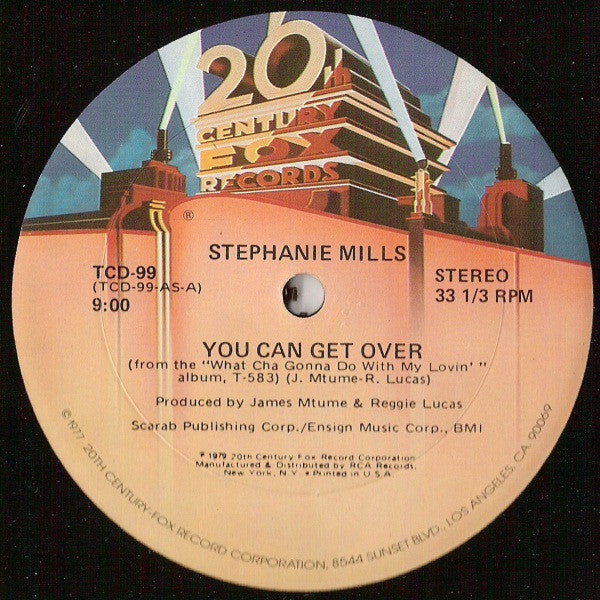 20th
CENTURY
FOX
RECORDS
®
STEPHANIE MILLS
TCD-99
(TCD-99-AS-A)
9:00
STEREO
33 1/3 RPM
YOU CAN GET OVER
(from the "What Cha Gonna Do With My Lovin' "
album, T-583) (J. Mtume-R. Lucas)
Produced by James Mtume & Reggie Lucas
Scarab Publishing Corp./Ensign Music Corp., BMI
℗ 1979 20th Century-Fox Record Corporation
Manufactured & Distributed by RCA Records,
New York, N.Y. • Printed in U.S.A.
©1977 20TH CENTURY-FOX RECORD CORPORATION, 8544 SUNSET BLVD., LOS ANGELES, CA. 90069